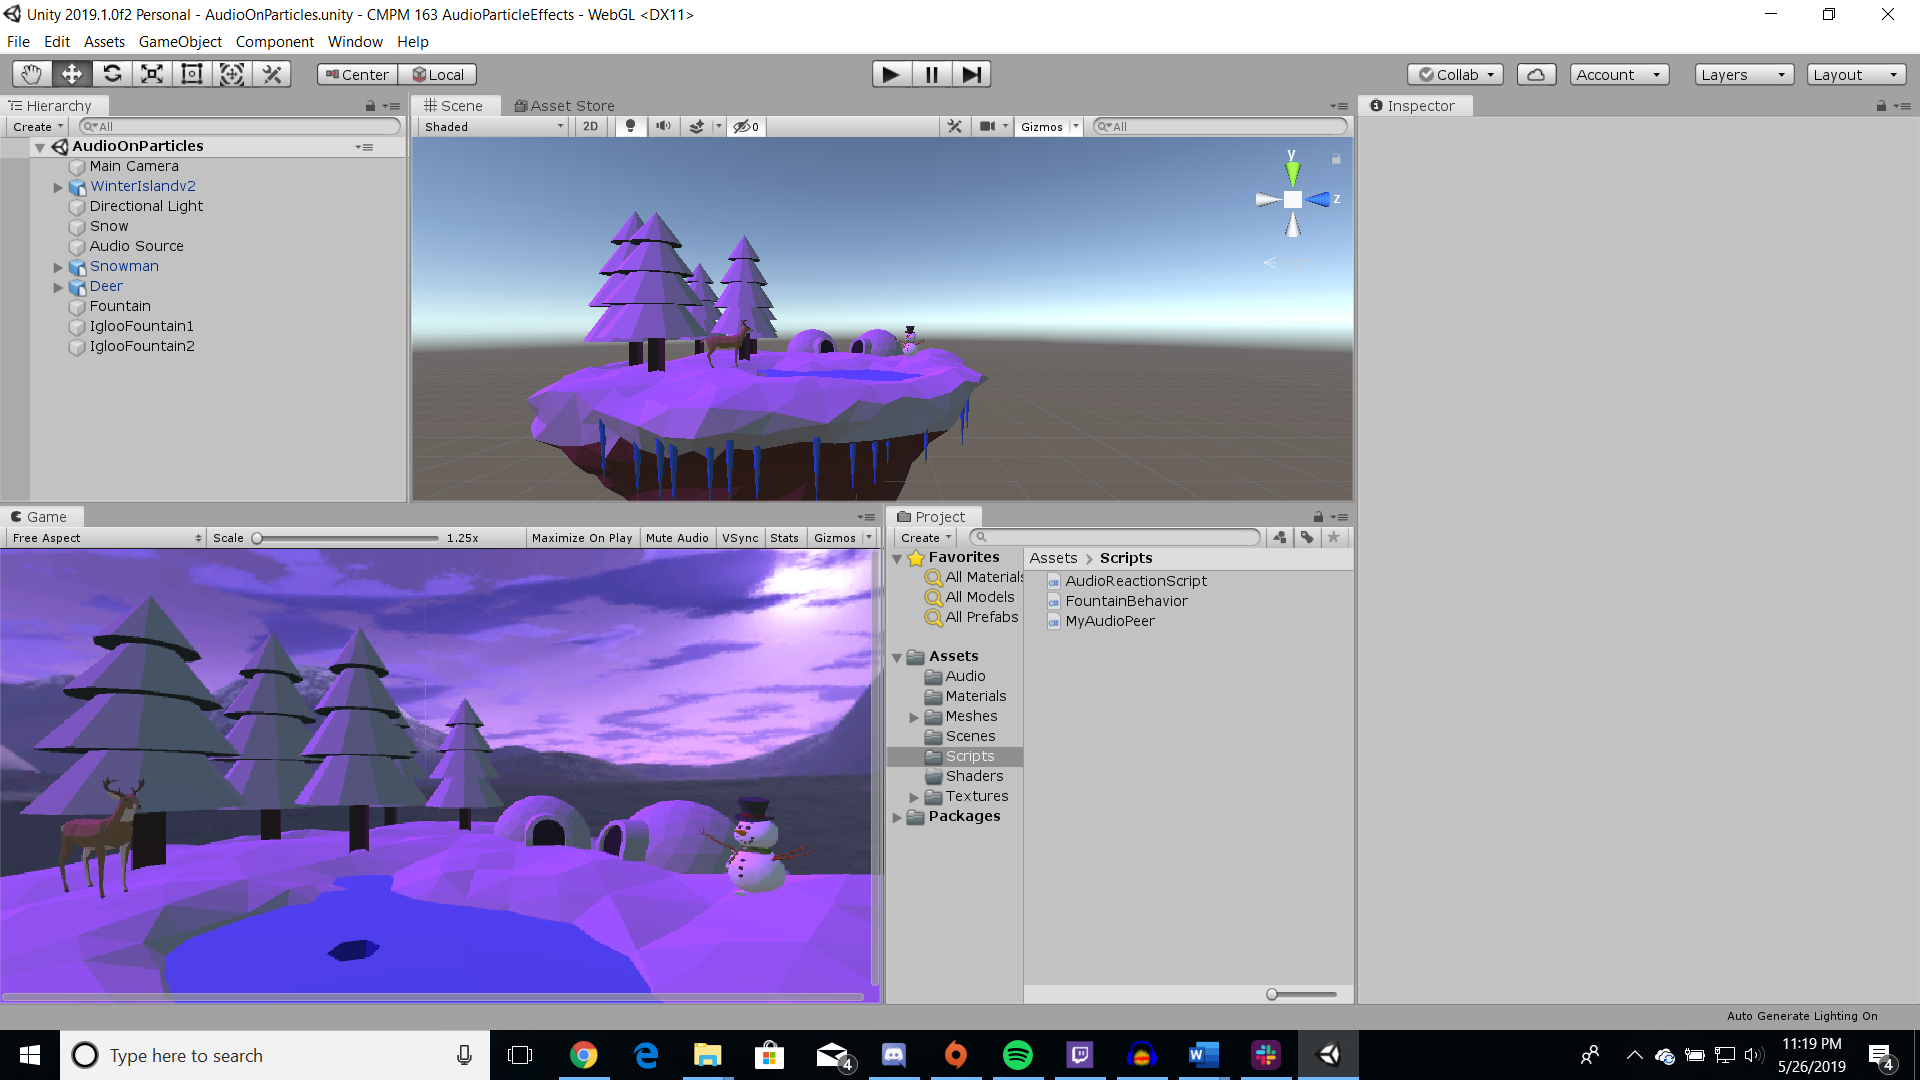 Unity 2019.1.0f2 Personal - AudioOnParticles.unity - CMPM 163 AudioParticleEffects - WebGL <DX11>
File Edit Assets GameObject Component Window Help
Center Local Collab Account Layers Layout
Hierarchy
Create All
AudioOnParticles
Main Camera
WinterIslandv2
Directional Light
Snow
Audio Source
Snowman
Deer
Fountain
IglooFountain1
IglooFountain2
Scene Asset Store
Shaded 2D 0 Gizmos All
y
z
Inspector
Game
Free Aspect Scale 1.25x Maximize On Play Mute Audio VSync Stats Gizmos
Project
Create
Favorites
All Materials
All Models
All Prefabs
Assets
Audio
Materials
Meshes
Scenes
Scripts
Shaders
Textures
Packages
Assets > Scripts
AudioReactionScript
FountainBehavior
MyAudioPeer
Auto Generate Lighting On
Type here to search
4
11:19 PM
5/26/2019
4